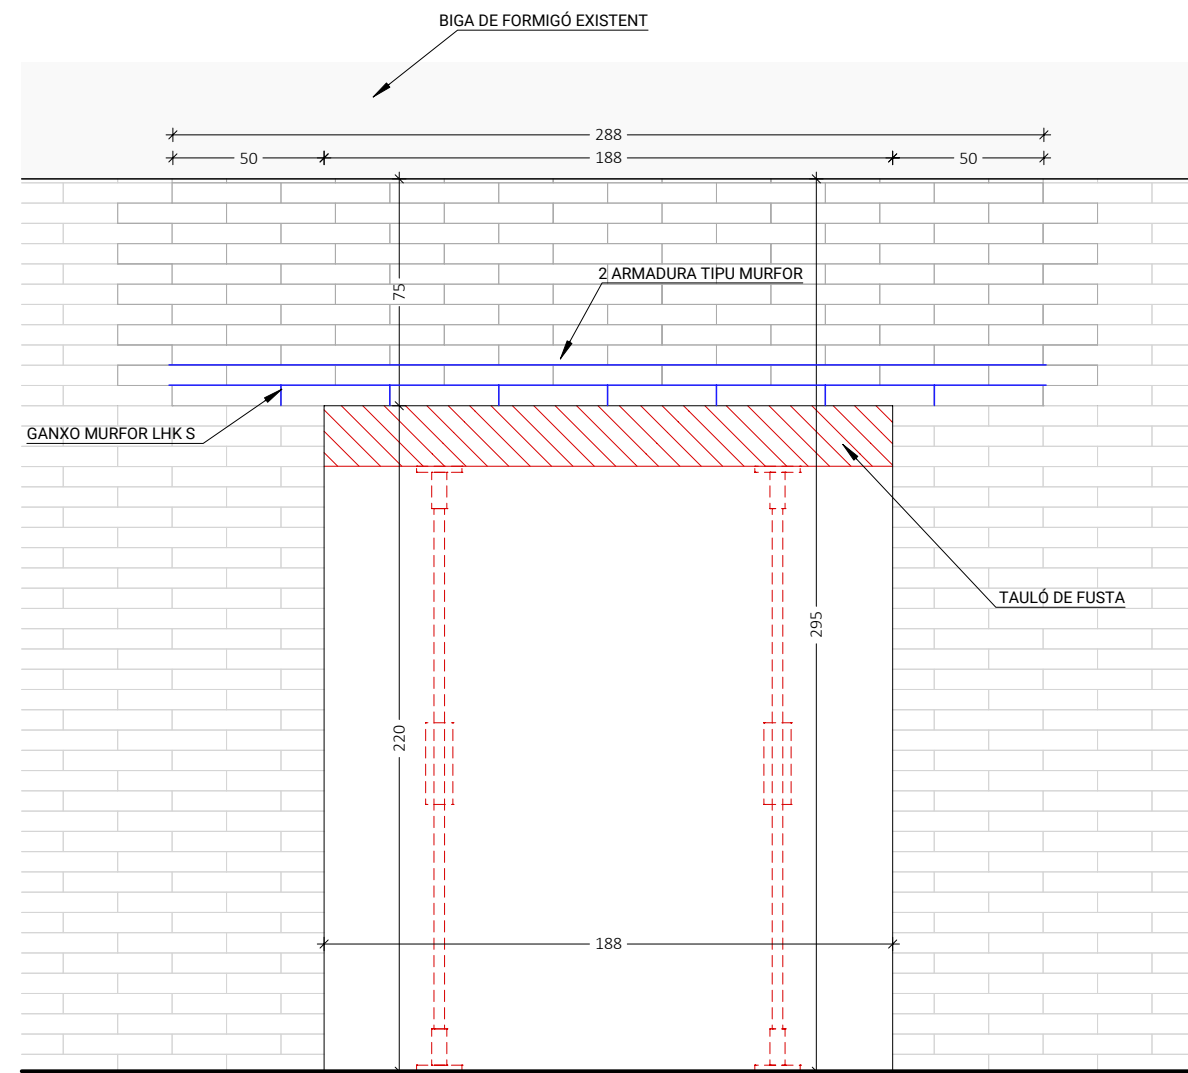 BIGA DE FORMIGÓ EXISTENT
288
50
188
50
2 ARMADURA TIPU MURFOR
75
GANXO MURFOR LHK S
TAULÓ DE FUSTA
295
220
188